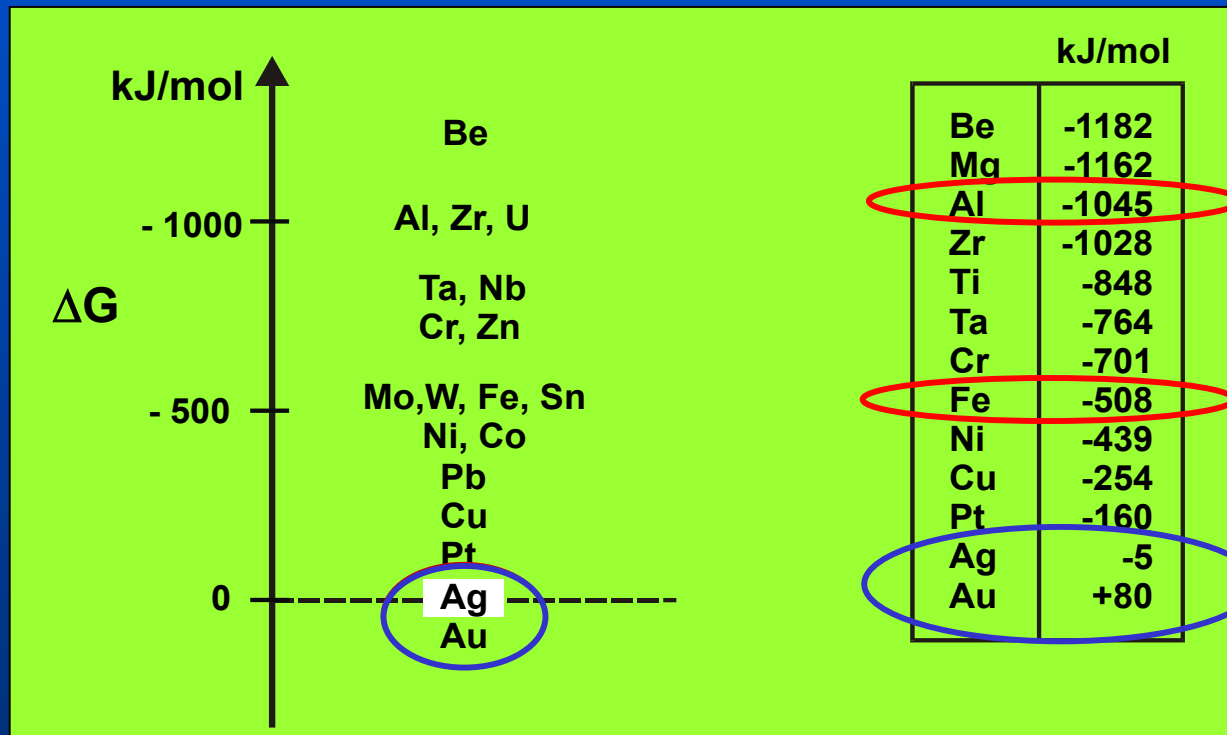 kJ/mol
Be
- 1000
Al, Zr, U
ΔG
Ta, Nb
Cr, Zn
Mo,W, Fe, Sn
- 500
Ni, Co
Pb
Cu
Pt
0
Ag
Au
kJ/mol
Be -1182
Mg -1162
Al -1045
Zr -1028
Ti -848
Ta -764
Cr -701
Fe -508
Ni -439
Cu -254
Pt -160
Ag -5
Au +80